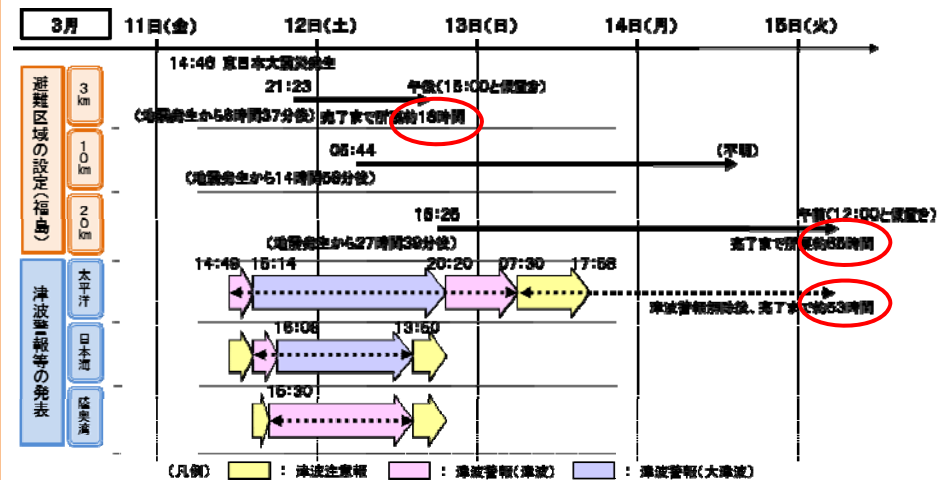 3月 11日(金) 12日(土) 13日(日) 14日(月) 15日(火)
14:46 東日本大震災発生
避難区域の設定(福島)
3km
21:23 午後(15:00と仮置き)
(地震発生から6時間37分後) 完了まで所要約18時間
10km
05:44 (不明)
(地震発生から14時間58分後)
20km
18:25 午前(12:00と仮置き)
(地震発生から27時間39分後) 完了まで所要約65時間
津波警報等の発表
太平洋
14:49 15:14 20:20 07:30 17:58
津波警報解除後、完了まで約53時間
日本海
16:08 13:50
陸奥湾
15:30
(凡例) :津波注意報 :津波警報(津波) :津波警報(大津波)